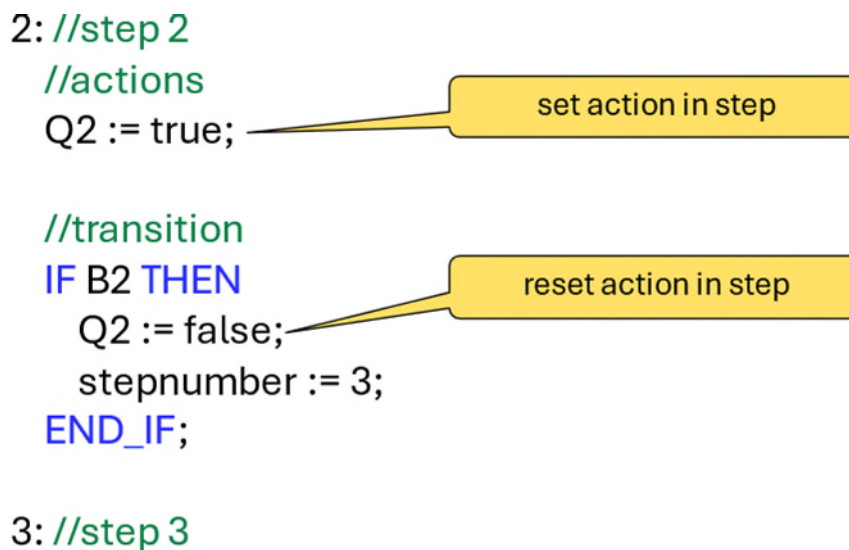 2: //step 2
//actions
Q2 := true;
set action in step
//transition
IF B2 THEN
Q2 := false;
reset action in step
stepnumber := 3;
END_IF;
3: //step 3